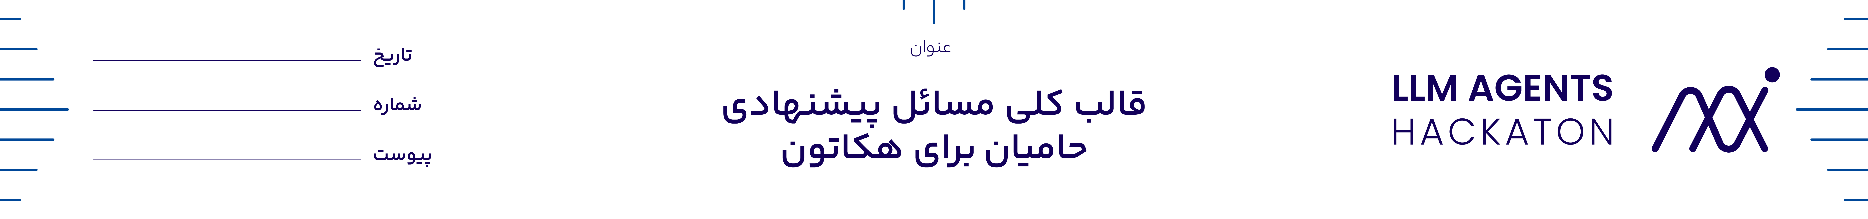 LLM AGENTS
HACKATON
عنوان
قالب کلی مسائل پیشنهادی
حامیان برای هکاتون
تاریخ
شماره
پیوست